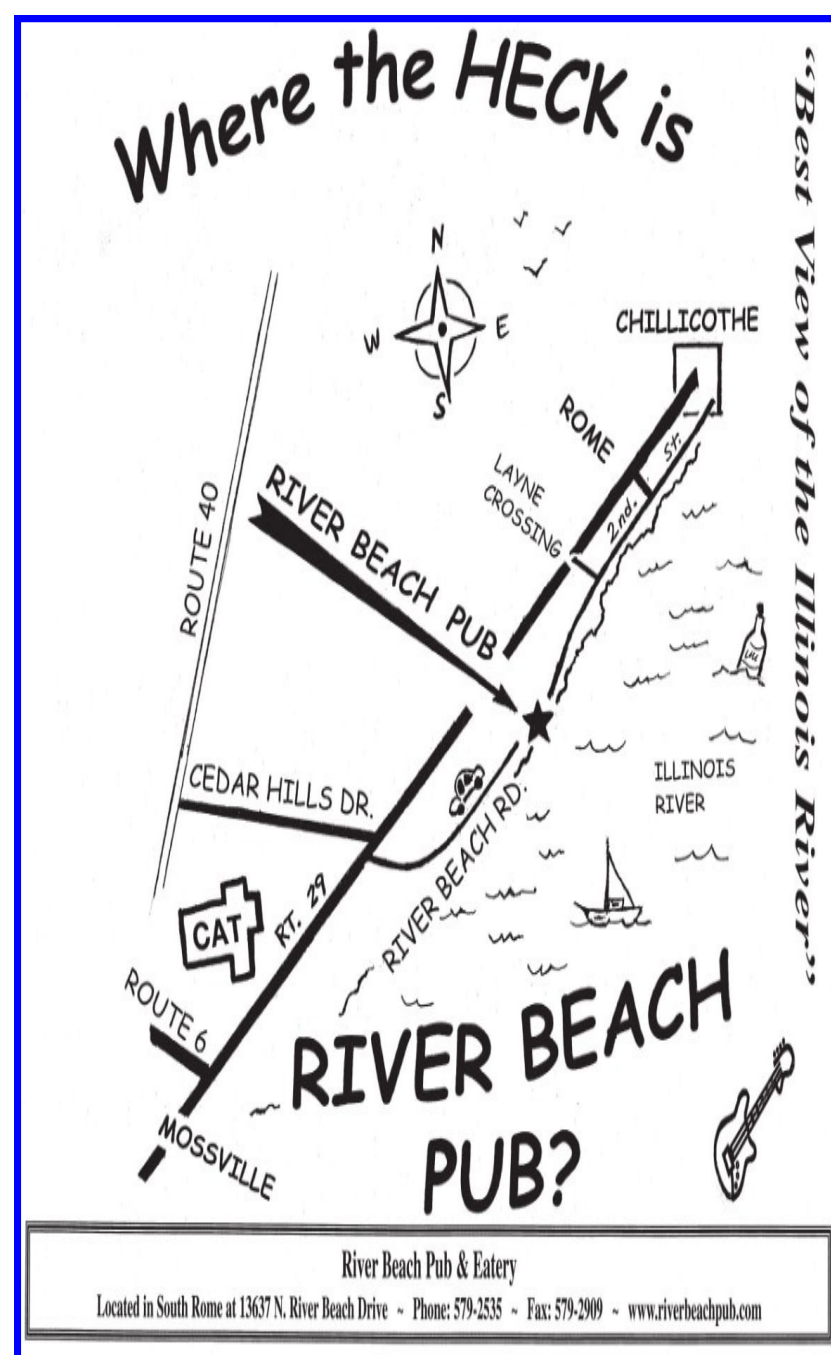 Where the HECK is
"Best View of the Illinois River"
N
W
E
S
CHILLICOTHE
ROME
LAYNE
CROSSING
2nd. St.
ROUTE 40
RIVER BEACH PUB
CEDAR HILLS DR.
ILLINOIS
RIVER
RIVER BEACH RD.
CAT
RT. 29
ROUTE 6
MOSSVILLE
RIVER BEACH
PUB?
River Beach Pub & Eatery
Located in South Rome at 13637 N. River Beach Drive ~ Phone: 579-2535 ~ Fax: 579-2909 ~ www.riverbeachpub.com